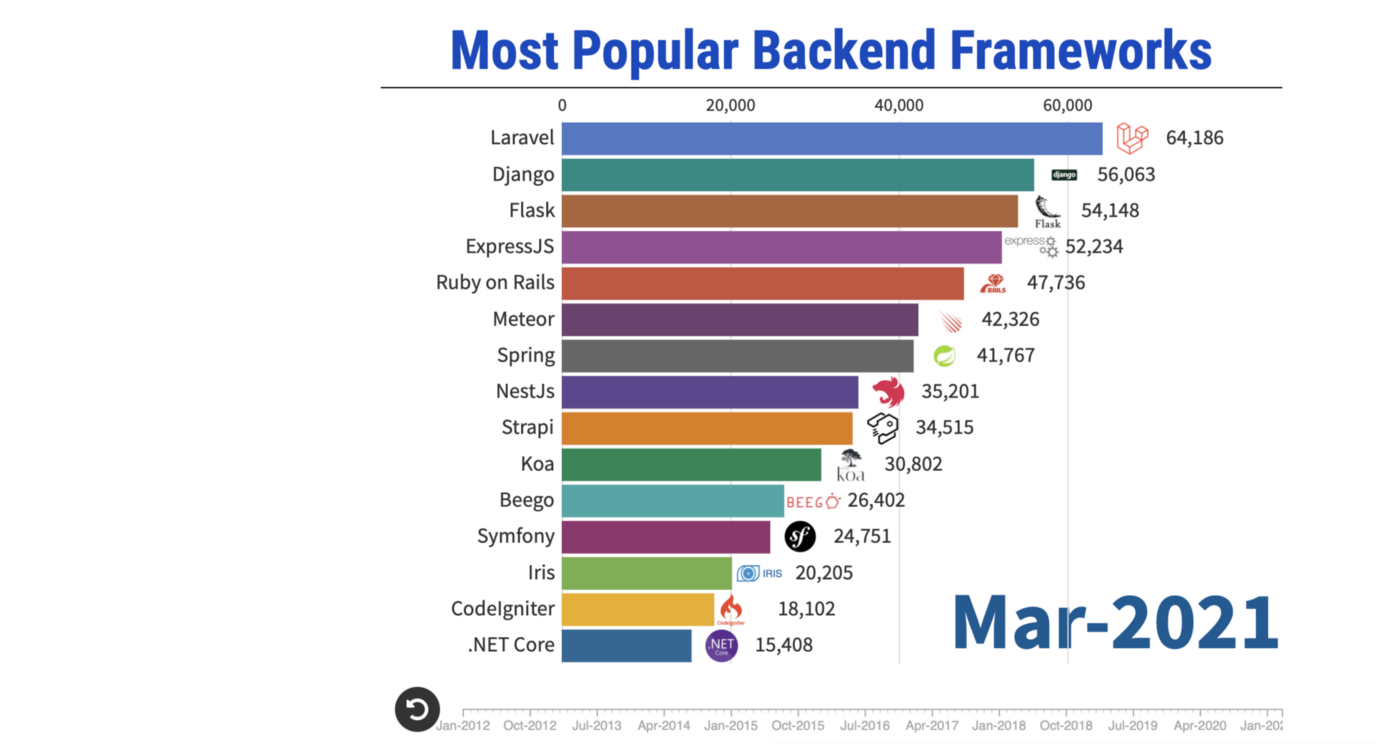 Most Popular Backend Frameworks
0 20,000 40,000 60,000
Laravel 64,186
Django django 56,063
Flask Flask 54,148
ExpressJS express 52,234
Ruby on Rails RAILS 47,736
Meteor 42,326
Spring 41,767
NestJs 35,201
Strapi 34,515
Koa koa 30,802
Beego BEEGO 26,402
Symfony sf 24,751
Iris IRIS 20,205
CodeIgniter CodeIgniter 18,102
.NET Core .NET Core 15,408
Mar-2021
Jan-2012 Oct-2012 Jul-2013 Apr-2014 Jan-2015 Oct-2015 Jul-2016 Apr-2017 Jan-2018 Oct-2018 Jul-2019 Apr-2020 Jan-202